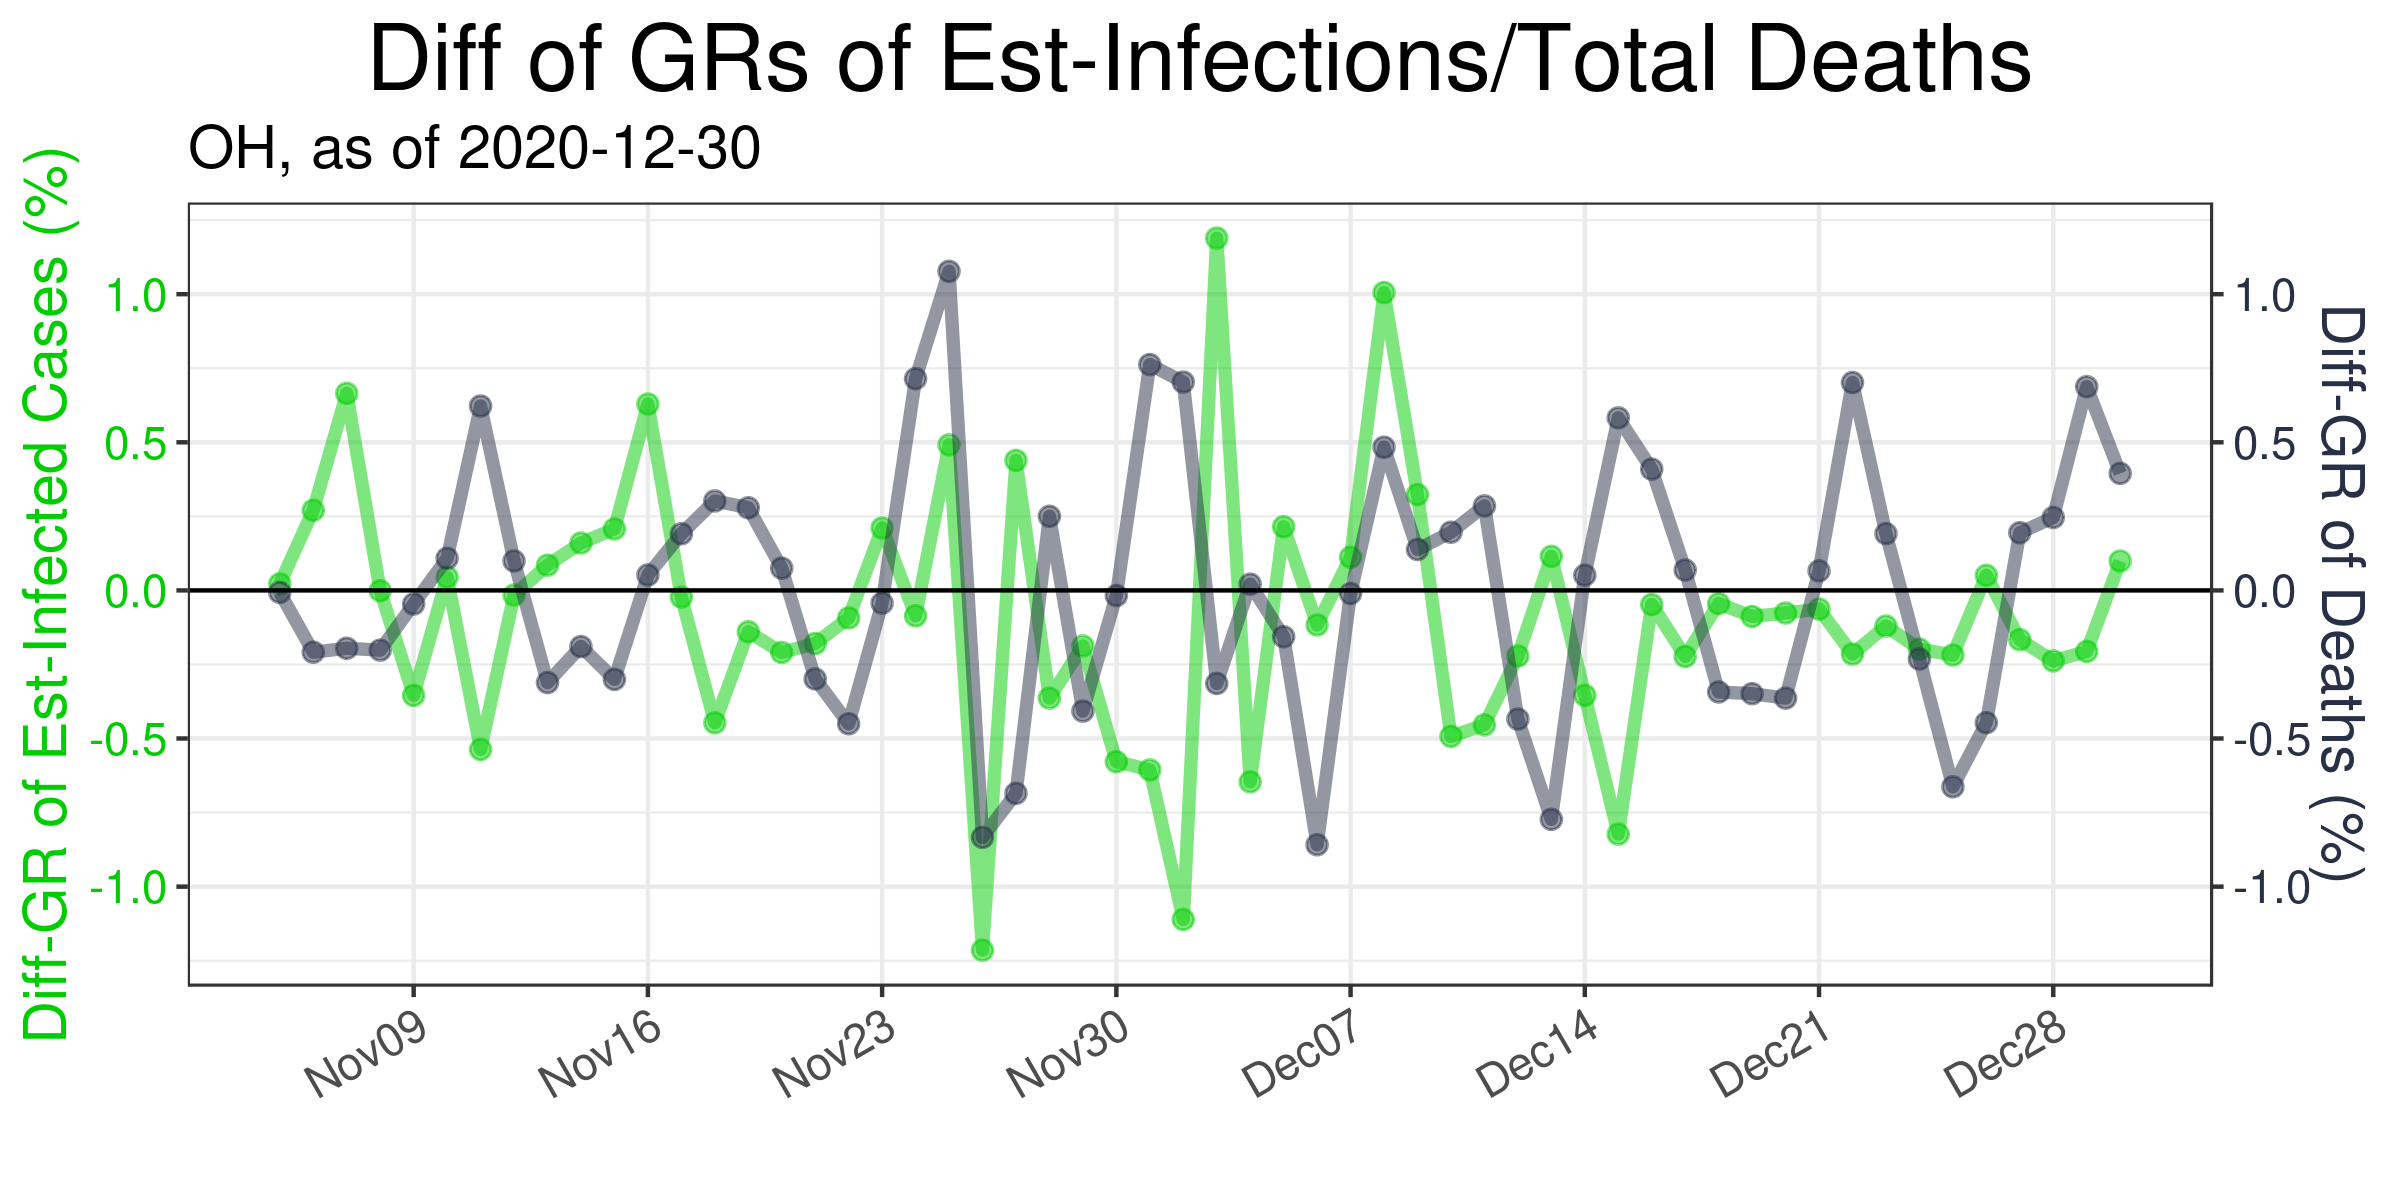 Diff of GRs of Est-Infections/Total Deaths
OH, as of 2020-12-30
Diff-GR of Est-Infected Cases (%)
1.0
0.5
0.0
-0.5
-1.0
1.0
0.5
0.0
-0.5
-1.0
Diff-GR of Deaths (%)
Nov09
Nov16
Nov23
Nov30
Dec07
Dec14
Dec21
Dec28